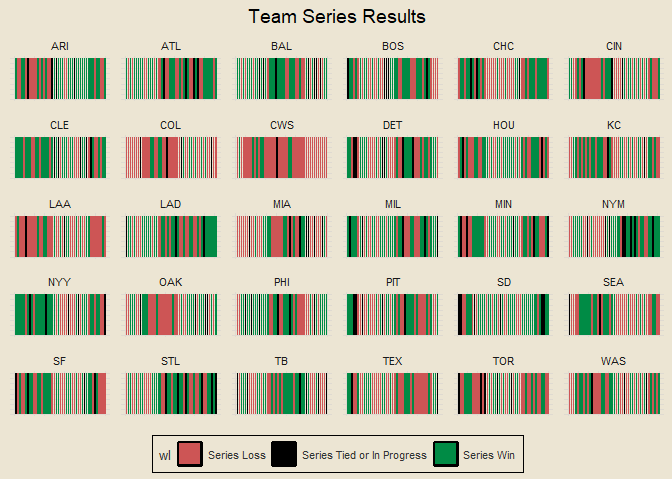 Team Series Results
ARI ATL BAL BOS CHC CIN
CLE COL CWS DET HOU KC
LAA LAD MIA MIL MIN NYM
NYY OAK PHI PIT SD SEA
SF STL TB TEX TOR WAS
wl Series Loss Series Tied or In Progress Series Win